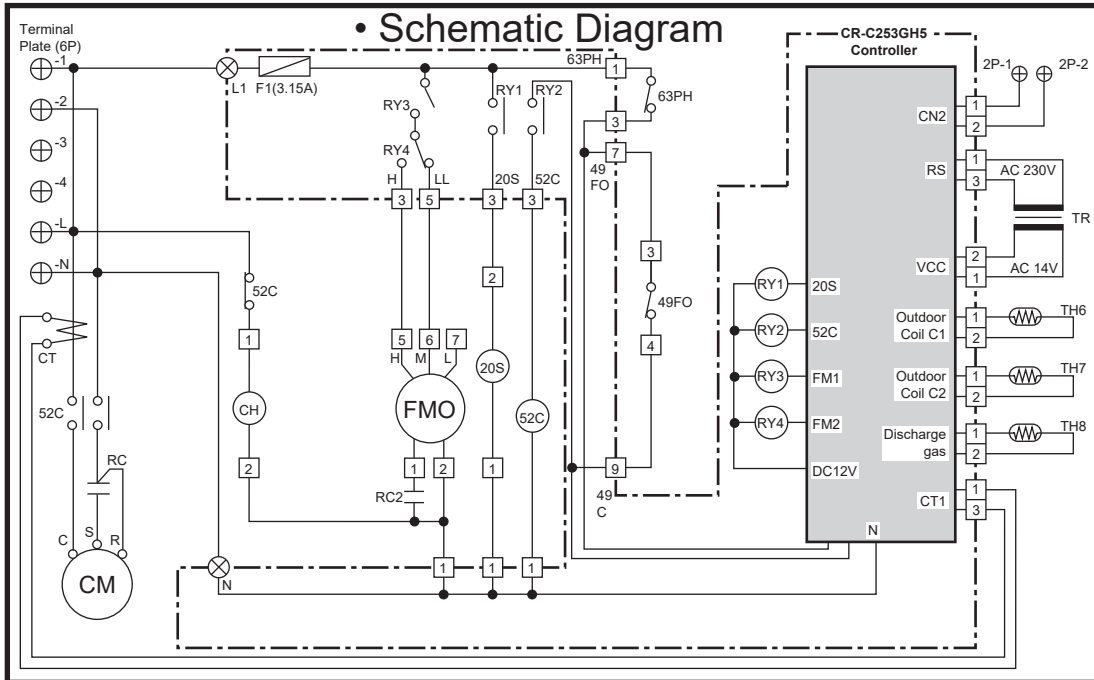 • Schematic Diagram
Terminal
Plate (6P)
-1
-2
-3
-4
-L
-N
L1
F1(3.15A)
63PH
1
63PH
3
7
49
FO
RY3
RY4
RY1
RY2
H
LL
20S
52C
3
5
3
3
52C
1
CH
2
CT
52C
RC
C
S
R
CM
5
6
7
H
M
L
FMO
1
2
RC2
2
20S
1
52C
3
49FO
4
9
49
C
N
1
1
1
CR-C253GH5
Controller
2P-1
2P-2
CN2
1
2
RS
1
3
AC 230V
TR
VCC
2
1
AC 14V
RY1
20S
RY2
52C
RY3
FM1
RY4
FM2
DC12V
Outdoor
Coil C1
1
2
TH6
Outdoor
Coil C2
1
2
TH7
Discharge
gas
1
2
TH8
CT1
1
3
N